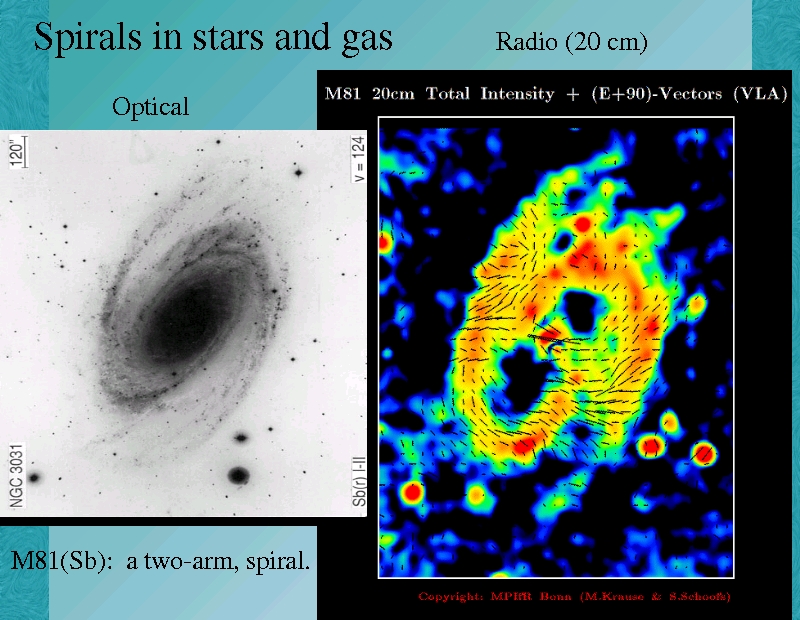 Spirals in stars and gas
Radio (20 cm)
Optical
M81 20cm Total Intensity + (E+90)-Vectors (VLA)
120"
v = 124
NGC 3031
Sb(r) I-II
M81(Sb): a two-arm, spiral.
Copyright: MPIfR Bonn (M.Krause & S.Schoofs)